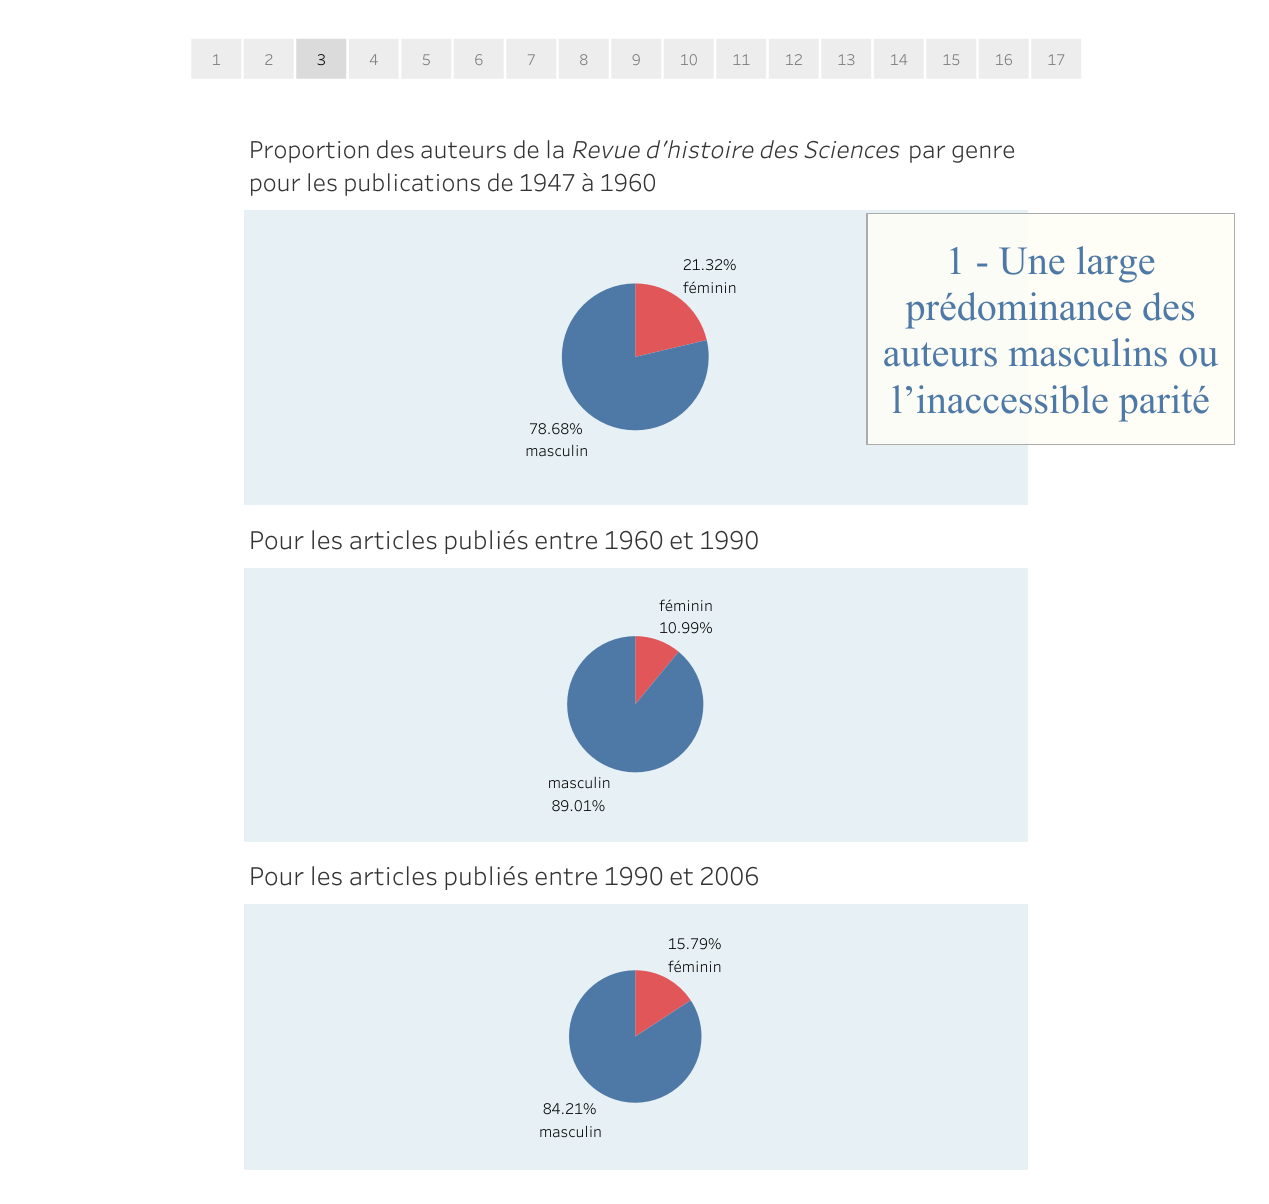 1 2 3 4 5 6 7 8 9 10 11 12 13 14 15 16 17
Proportion des auteurs de la Revue d’histoire des Sciences par genre
pour les publications de 1947 à 1960
1 - Une large
prédominance des
auteurs masculins ou
l’inaccessible parité
21.32%
féminin
78.68%
masculin
Pour les articles publiés entre 1960 et 1990
féminin
10.99%
masculin
89.01%
Pour les articles publiés entre 1990 et 2006
15.79%
féminin
84.21%
masculin